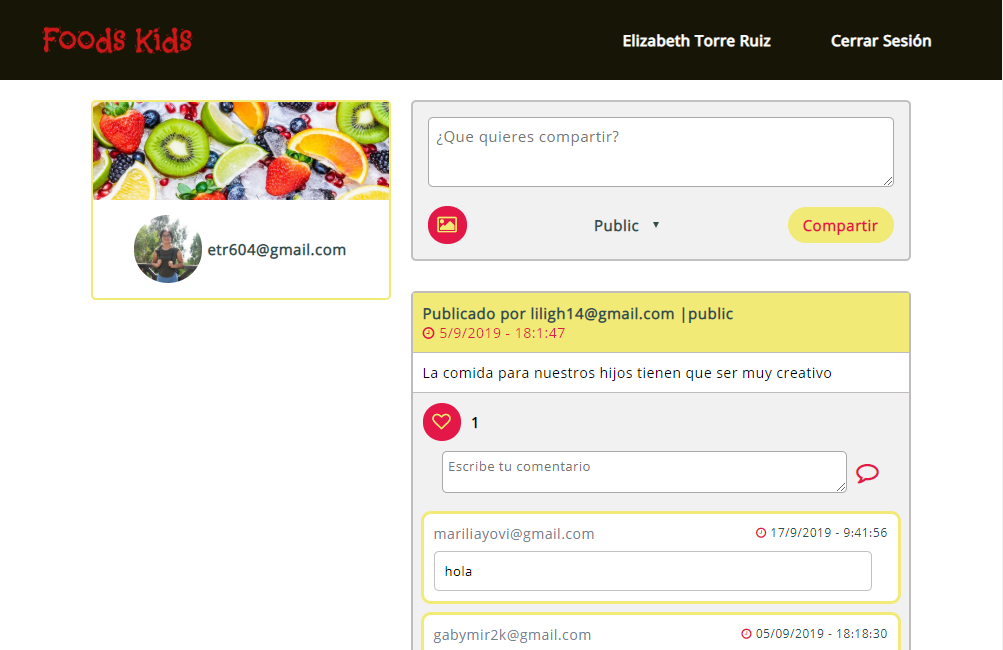 Foods Kids
Elizabeth Torre Ruiz
Cerrar Sesión
etr604@gmail.com
¿Que quieres compartir?
Public ▼
Compartir
Publicado por liligh14@gmail.com |public
5/9/2019 - 18:1:47
La comida para nuestros hijos tienen que ser muy creativo
1
Escribe tu comentario
mariliayovi@gmail.com
17/9/2019 - 9:41:56
hola
gabymir2k@gmail.com
05/09/2019 - 18:18:30